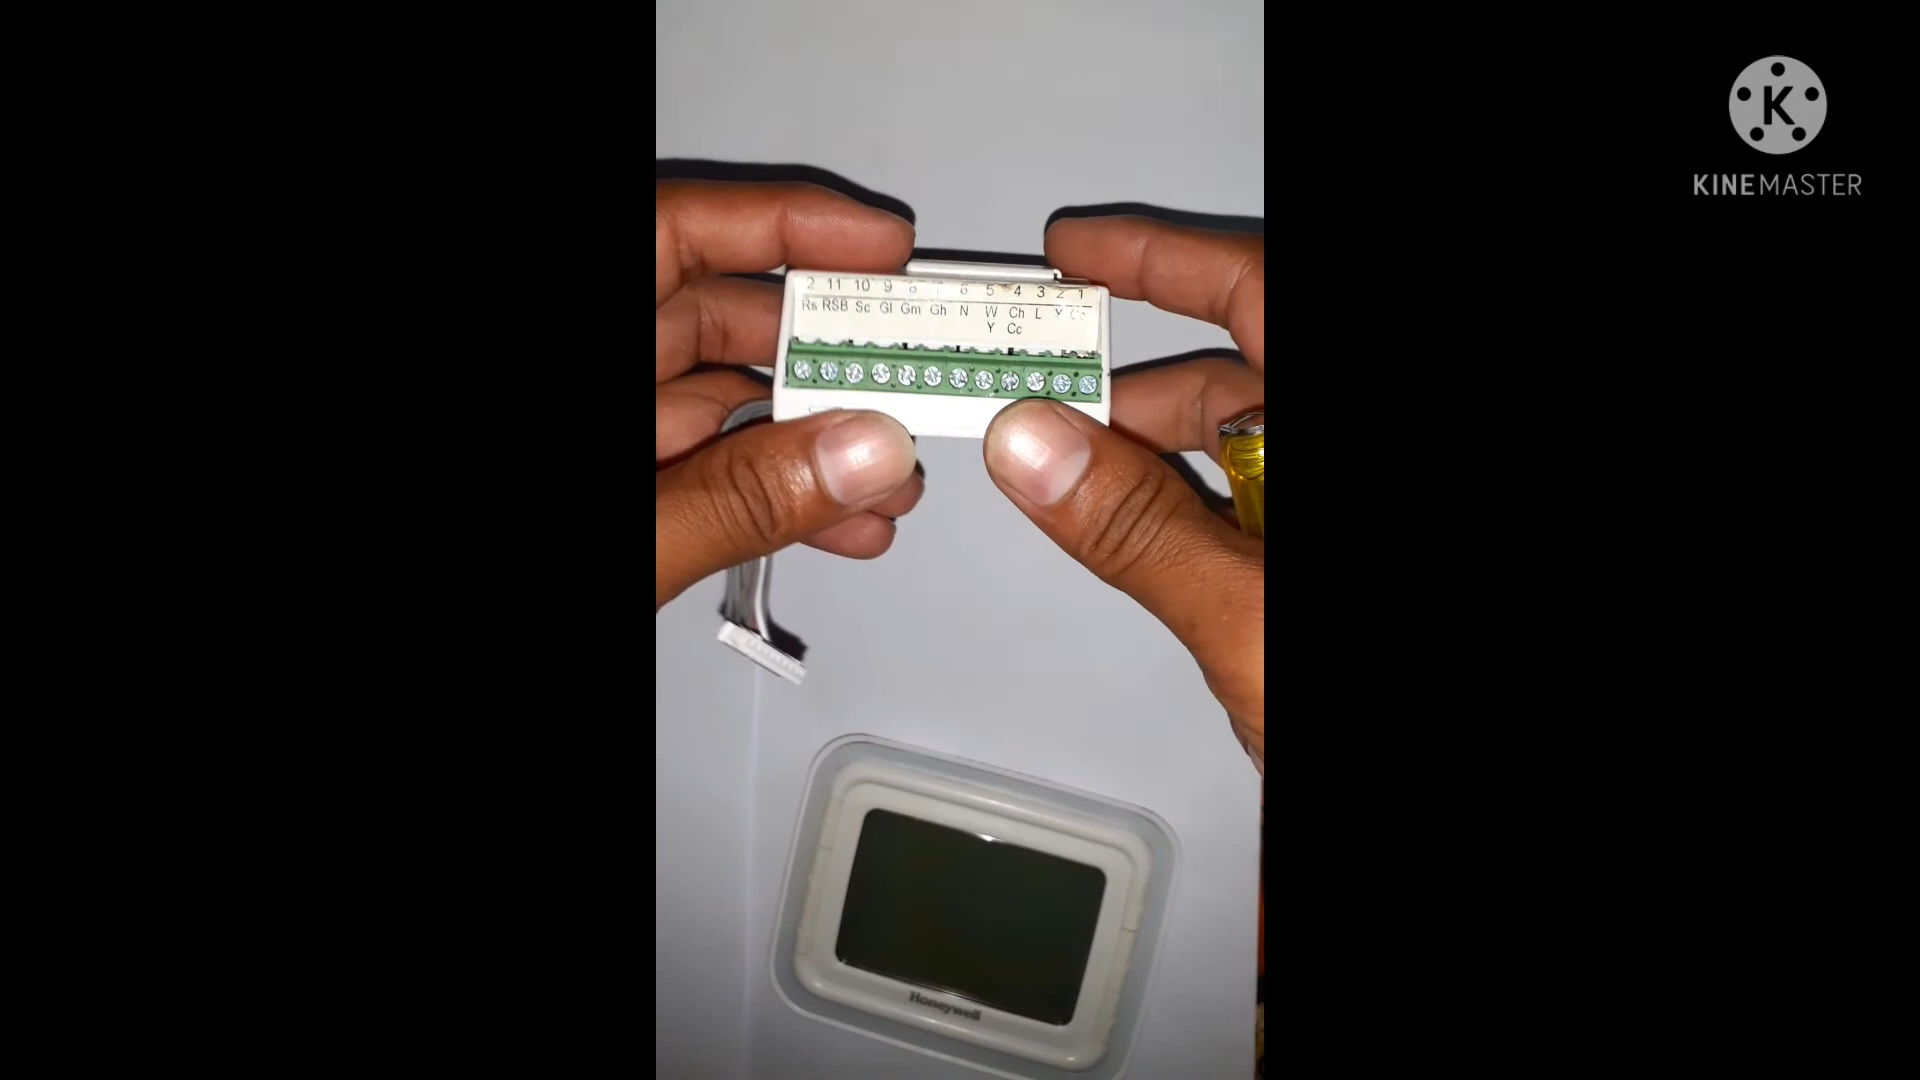 K
KINEMASTER
2 11 10 9 8 6 5 4 3 2 1
Rs RSB Sc Gl Gm Gh N W Ch L Y Cc
Y Cc
Honeywell